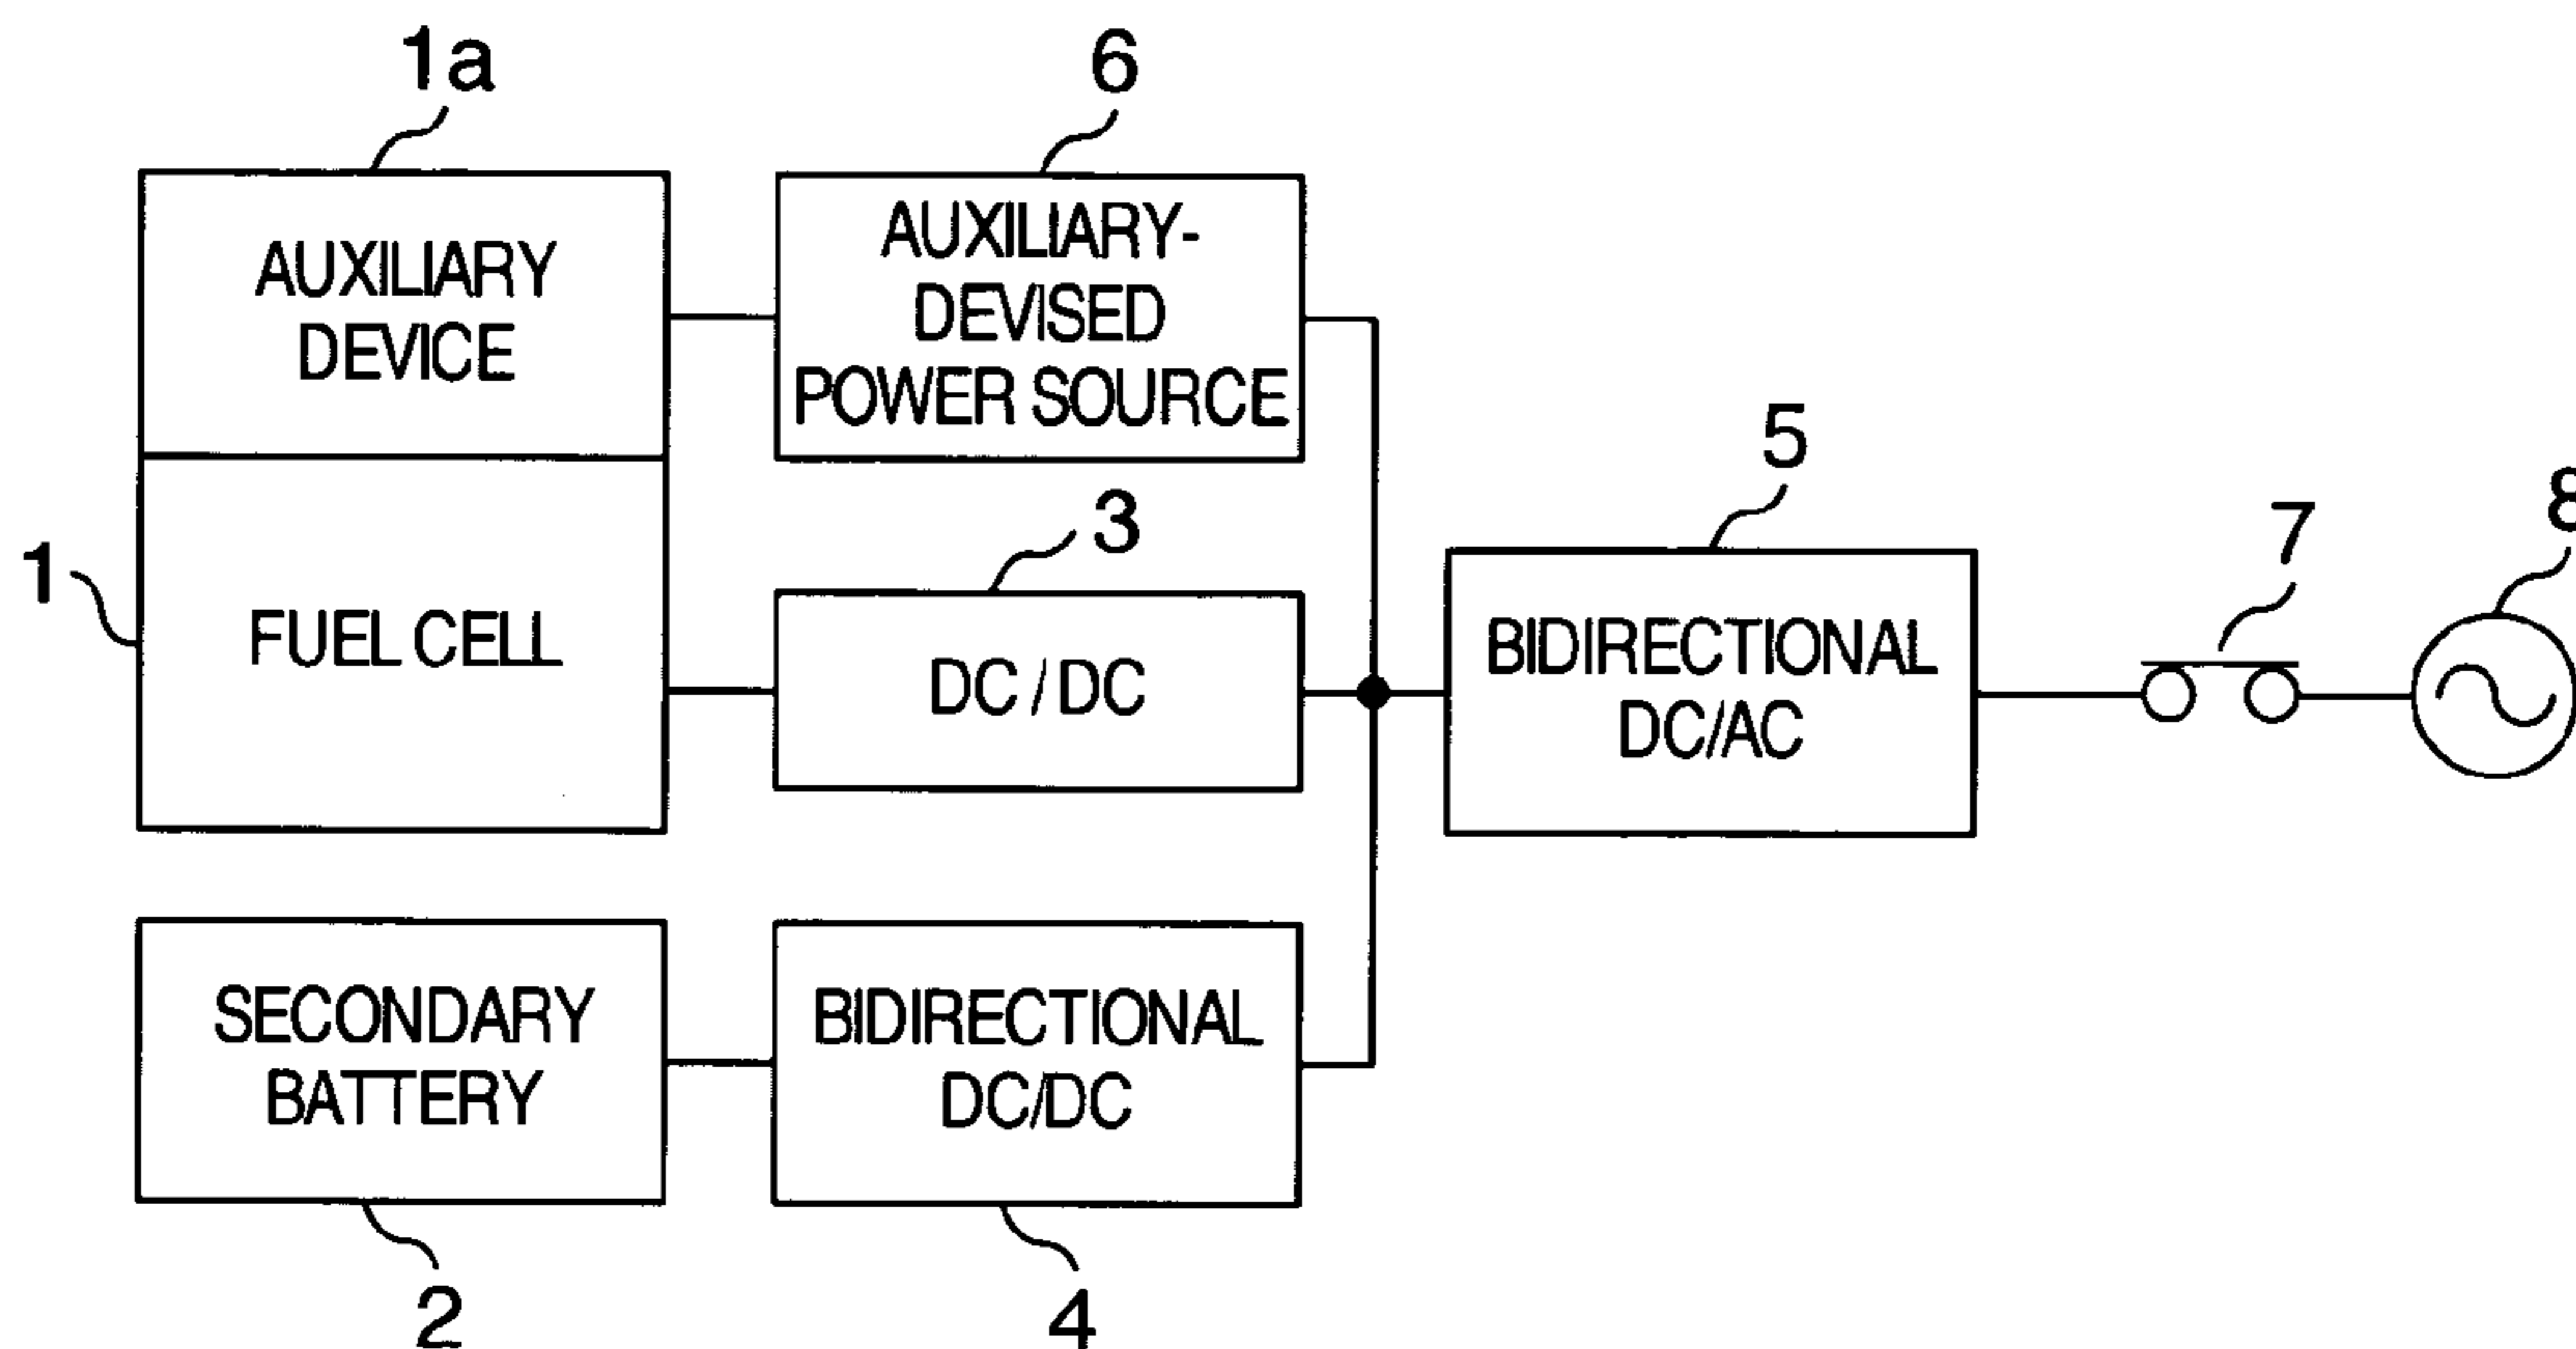 1a
6
AUXILIARY
DEVICE
AUXILIARY-
DEVISED
POWER SOURCE
5
3
7
8
1
FUEL CELL
DC / DC
BIDIRECTIONAL
DC/AC
SECONDARY
BATTERY
BIDIRECTIONAL
DC/DC
2
4